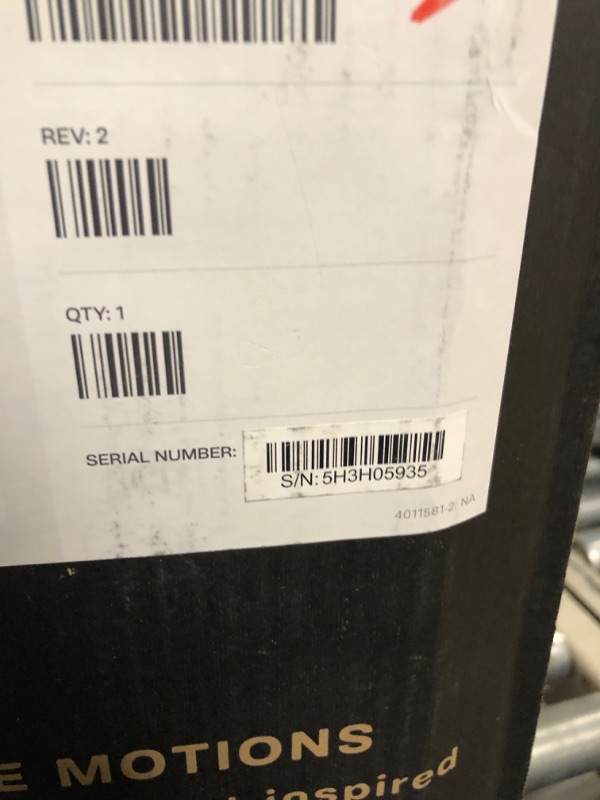 REV: 2
QTY: 1
SERIAL NUMBER:
S/N: 5H3H05935
4011581-2: NA
E MOTIONS
inspired